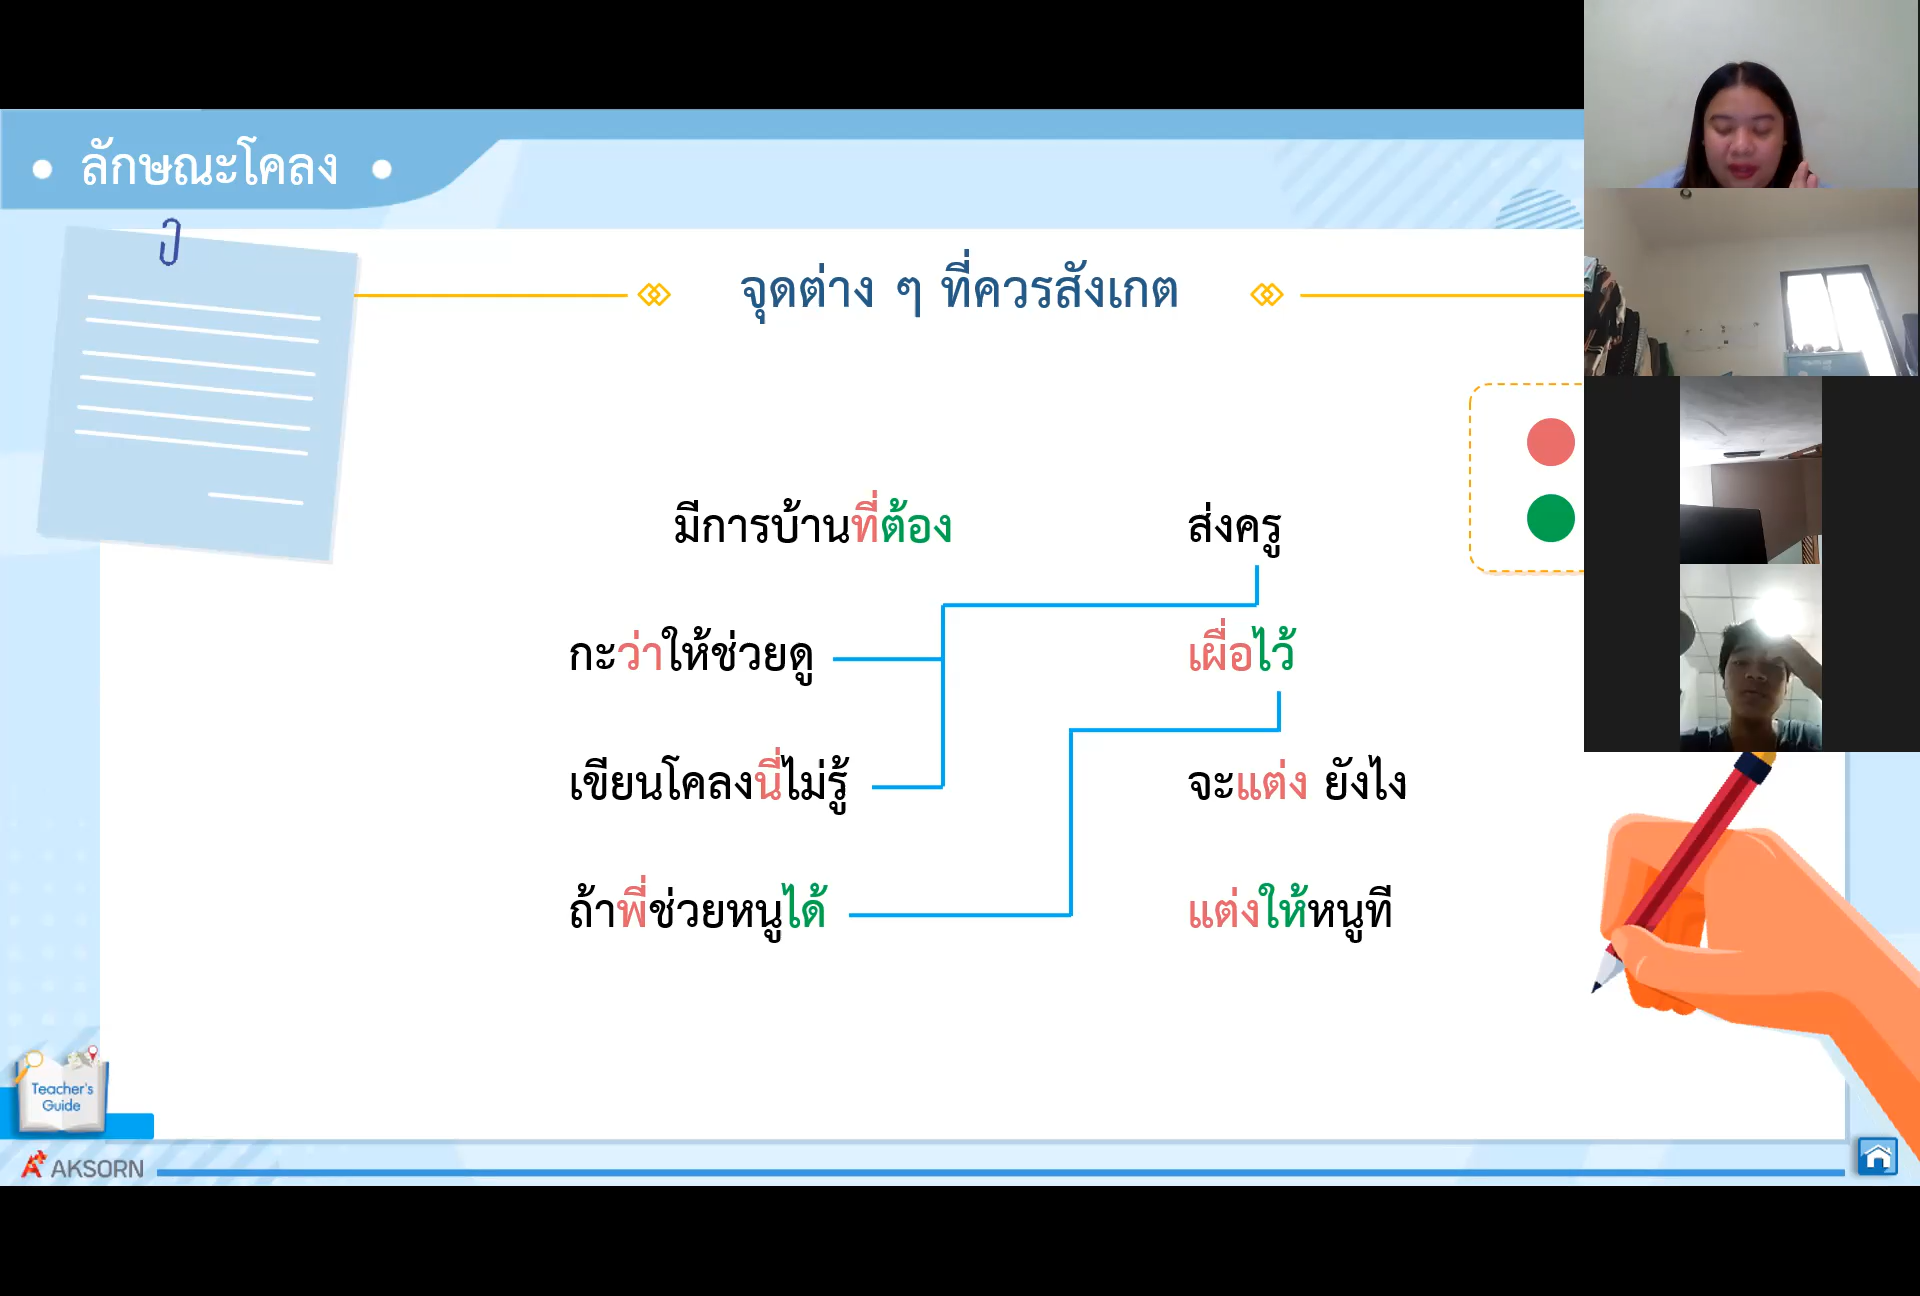 ลักษณะโคลง
จุดต่าง ๆ ที่ควรสังเกต
มีการบ้านที่ต้อง ส่งครู
กะว่าให้ช่วยดู เผื่อไว้
เขียนโคลงนี่ไม่รู้ จะแต่ง ยังไง
ถ้าพี่ช่วยหนูได้ แต่งให้หนูที
Teacher's
Guide
AKSORN